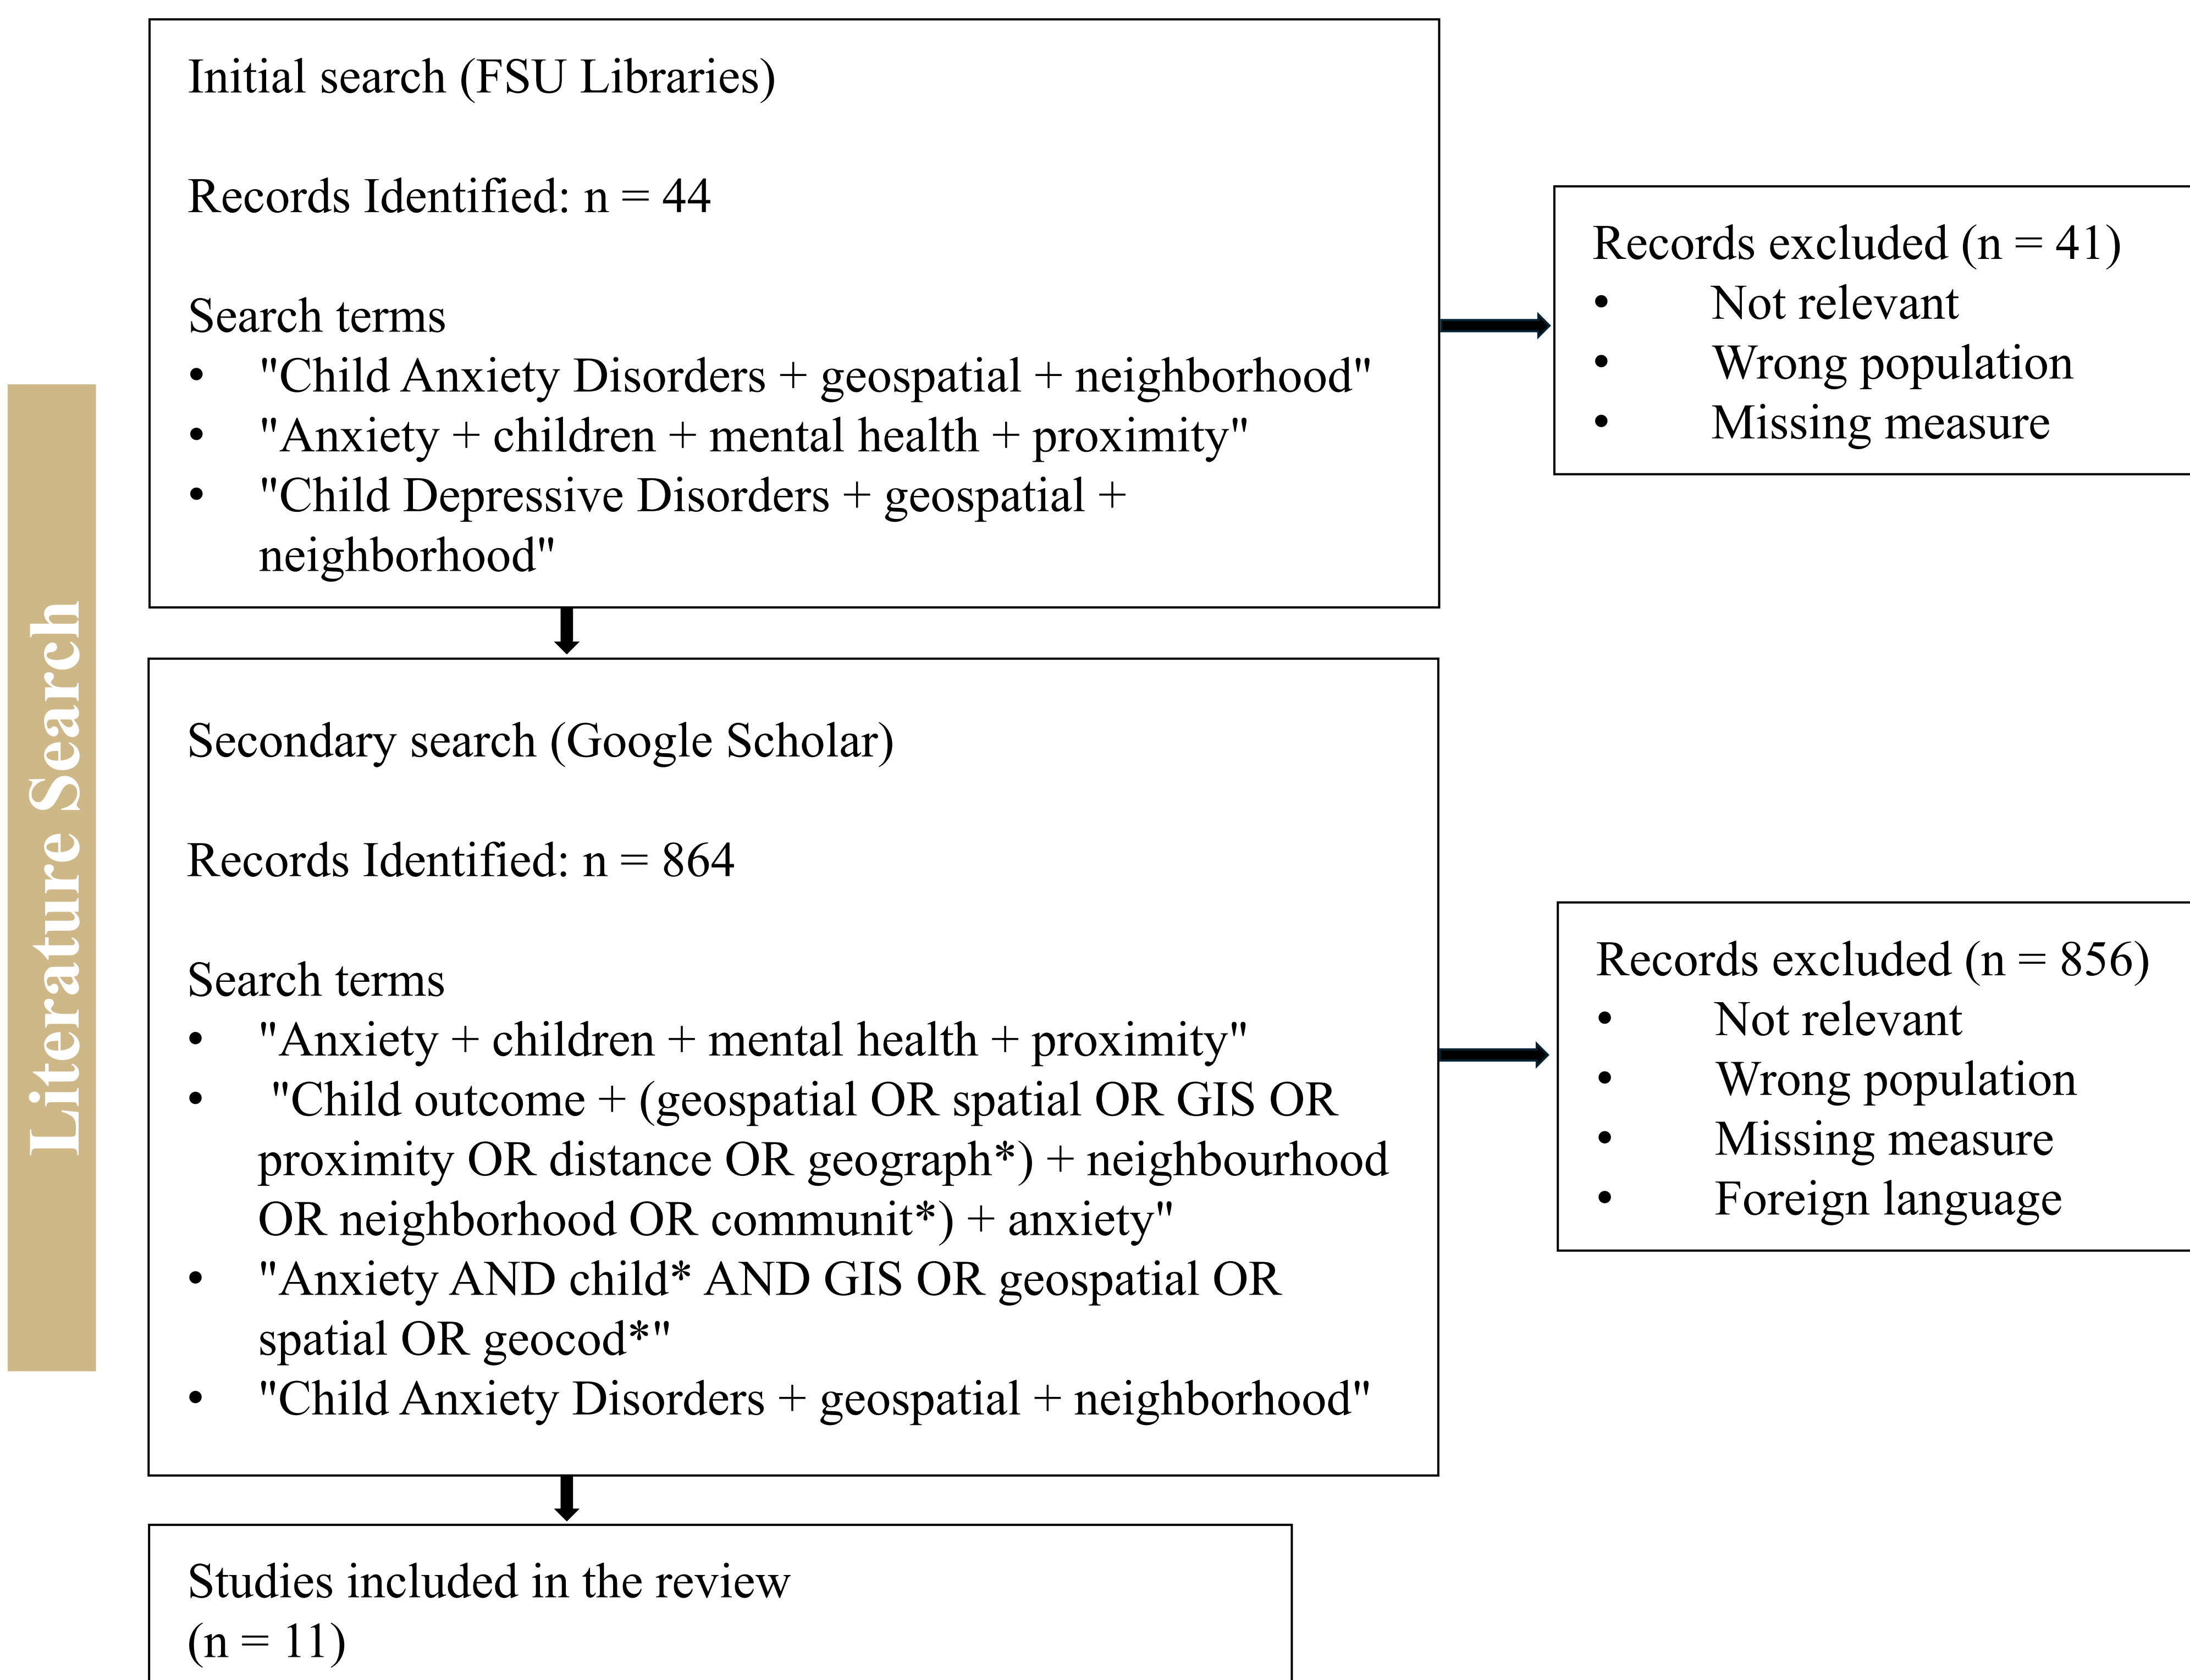 Literature Search
Initial search (FSU Libraries)
Records Identified: n = 44
Search terms
• "Child Anxiety Disorders + geospatial + neighborhood"
• "Anxiety + children + mental health + proximity"
• "Child Depressive Disorders + geospatial +
neighborhood"
Records excluded (n = 41)
• Not relevant
• Wrong population
• Missing measure
Secondary search (Google Scholar)
Records Identified: n = 864
Search terms
• "Anxiety + children + mental health + proximity"
• "Child outcome + (geospatial OR spatial OR GIS OR
proximity OR distance OR geograph*) + neighbourhood
OR neighborhood OR communit*) + anxiety"
• "Anxiety AND child* AND GIS OR geospatial OR
spatial OR geocod*"
• "Child Anxiety Disorders + geospatial + neighborhood"
Records excluded (n = 856)
• Not relevant
• Wrong population
• Missing measure
• Foreign language
Studies included in the review
(n = 11)